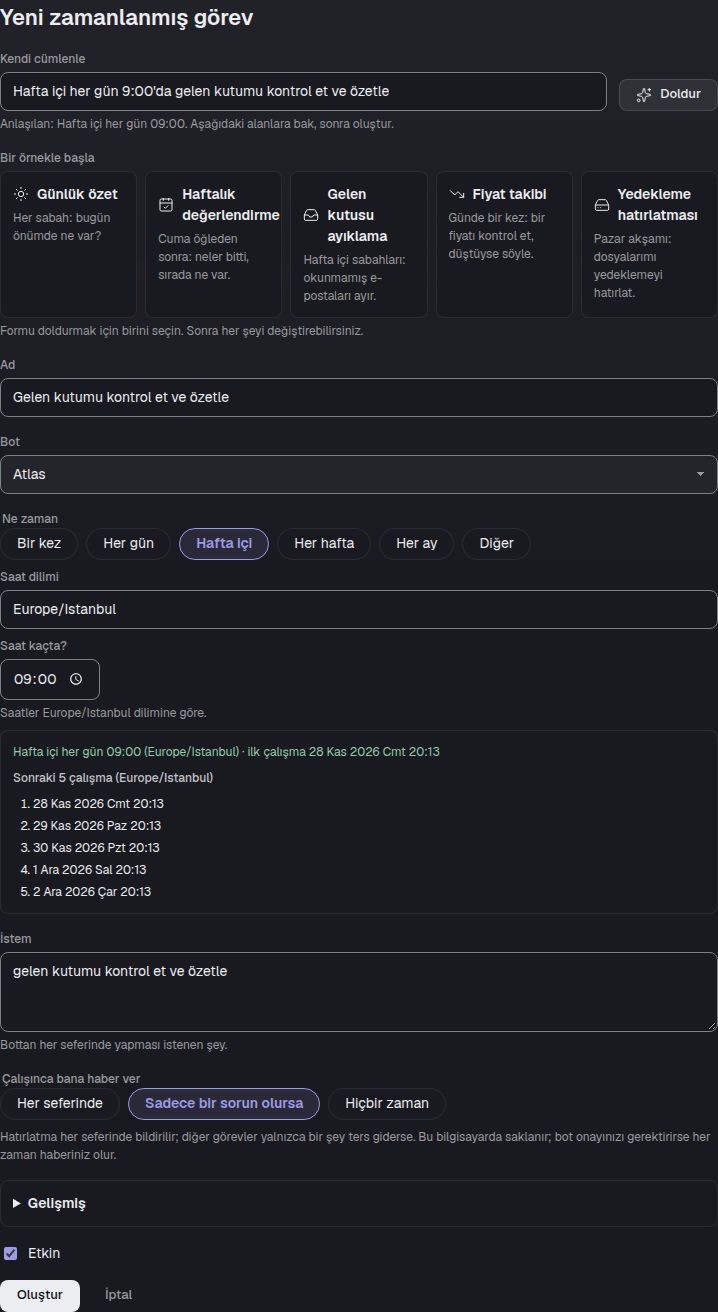 Yeni zamanlanmış görev
Kendi cümlenle
Hafta içi her gün 9:00'da gelen kutumu kontrol et ve özetle
Doldur
Anlaşılan: Hafta içi her gün 09:00. Aşağıdaki alanlara bak, sonra oluştur.
Bir örnekle başla
Günlük özet
Her sabah: bugün
önümde ne var?
Haftalık
değerlendirme
Cuma öğleden
sonra: neler bitti,
sırada ne var.
Gelen
kutusu
ayıklama
Hafta içi sabahları:
okunmamış e-
postaları ayır.
Fiyat takibi
Günde bir kez: bir
fiyatı kontrol et,
düştüyse söyle.
Yedekleme
hatırlatması
Pazar akşamı:
dosyalarımı
yedeklemeyi
hatırlat.
Formu doldurmak için birini seçin. Sonra her şeyi değiştirebilirsiniz.
Ad
Gelen kutumu kontrol et ve özetle
Bot
Atlas
Ne zaman
Bir kez
Her gün
Hafta içi
Her hafta
Her ay
Diğer
Saat dilimi
Europe/Istanbul
Saat kaçta?
09:00
Saatler Europe/Istanbul dilimine göre.
Hafta içi her gün 09:00 (Europe/Istanbul) · ilk çalışma 28 Kas 2026 Cmt 20:13
Sonraki 5 çalışma (Europe/Istanbul)
1. 28 Kas 2026 Cmt 20:13
2. 29 Kas 2026 Paz 20:13
3. 30 Kas 2026 Pzt 20:13
4. 1 Ara 2026 Sal 20:13
5. 2 Ara 2026 Çar 20:13
İstem
gelen kutumu kontrol et ve özetle
Bottan her seferinde yapması istenen şey.
Çalışınca bana haber ver
Her seferinde
Sadece bir sorun olursa
Hiçbir zaman
Hatırlatma her seferinde bildirilir; diğer görevler yalnızca bir şey ters giderse. Bu bilgisayarda saklanır; bot onayınızı gerektirirse her
zaman haberiniz olur.
Gelişmiş
Etkin
Oluştur
İptal